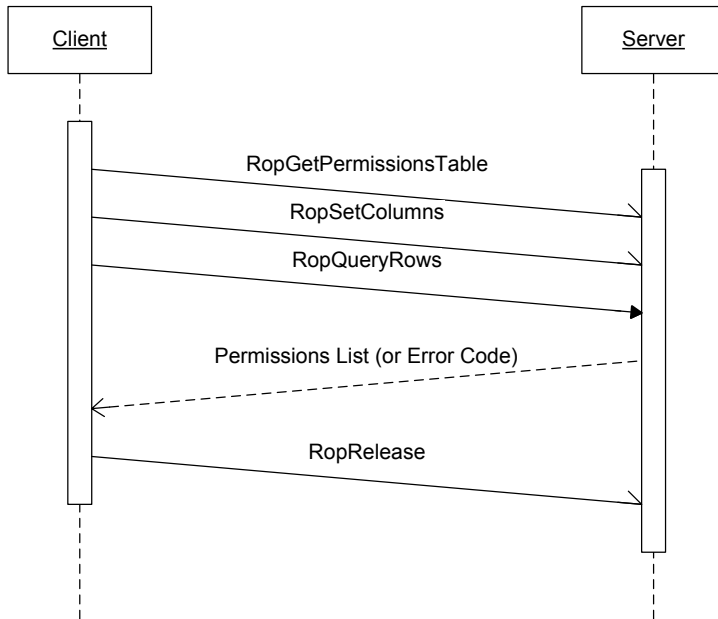 Client
Server
RopGetPermissionsTable
RopSetColumns
RopQueryRows
Permissions List (or Error Code)
RopRelease